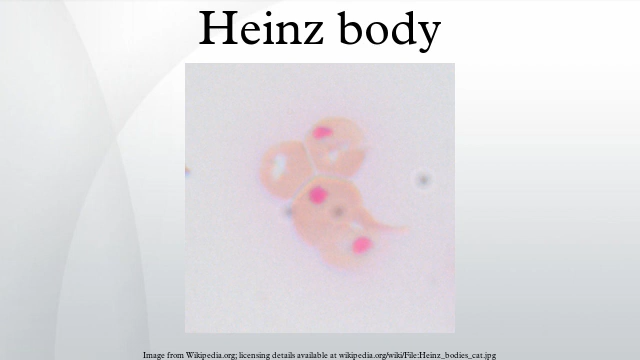 Heinz body
Image from Wikipedia.org; licensing details available at wikipedia.org/wiki/File:Heinz_bodies_cat.jpg